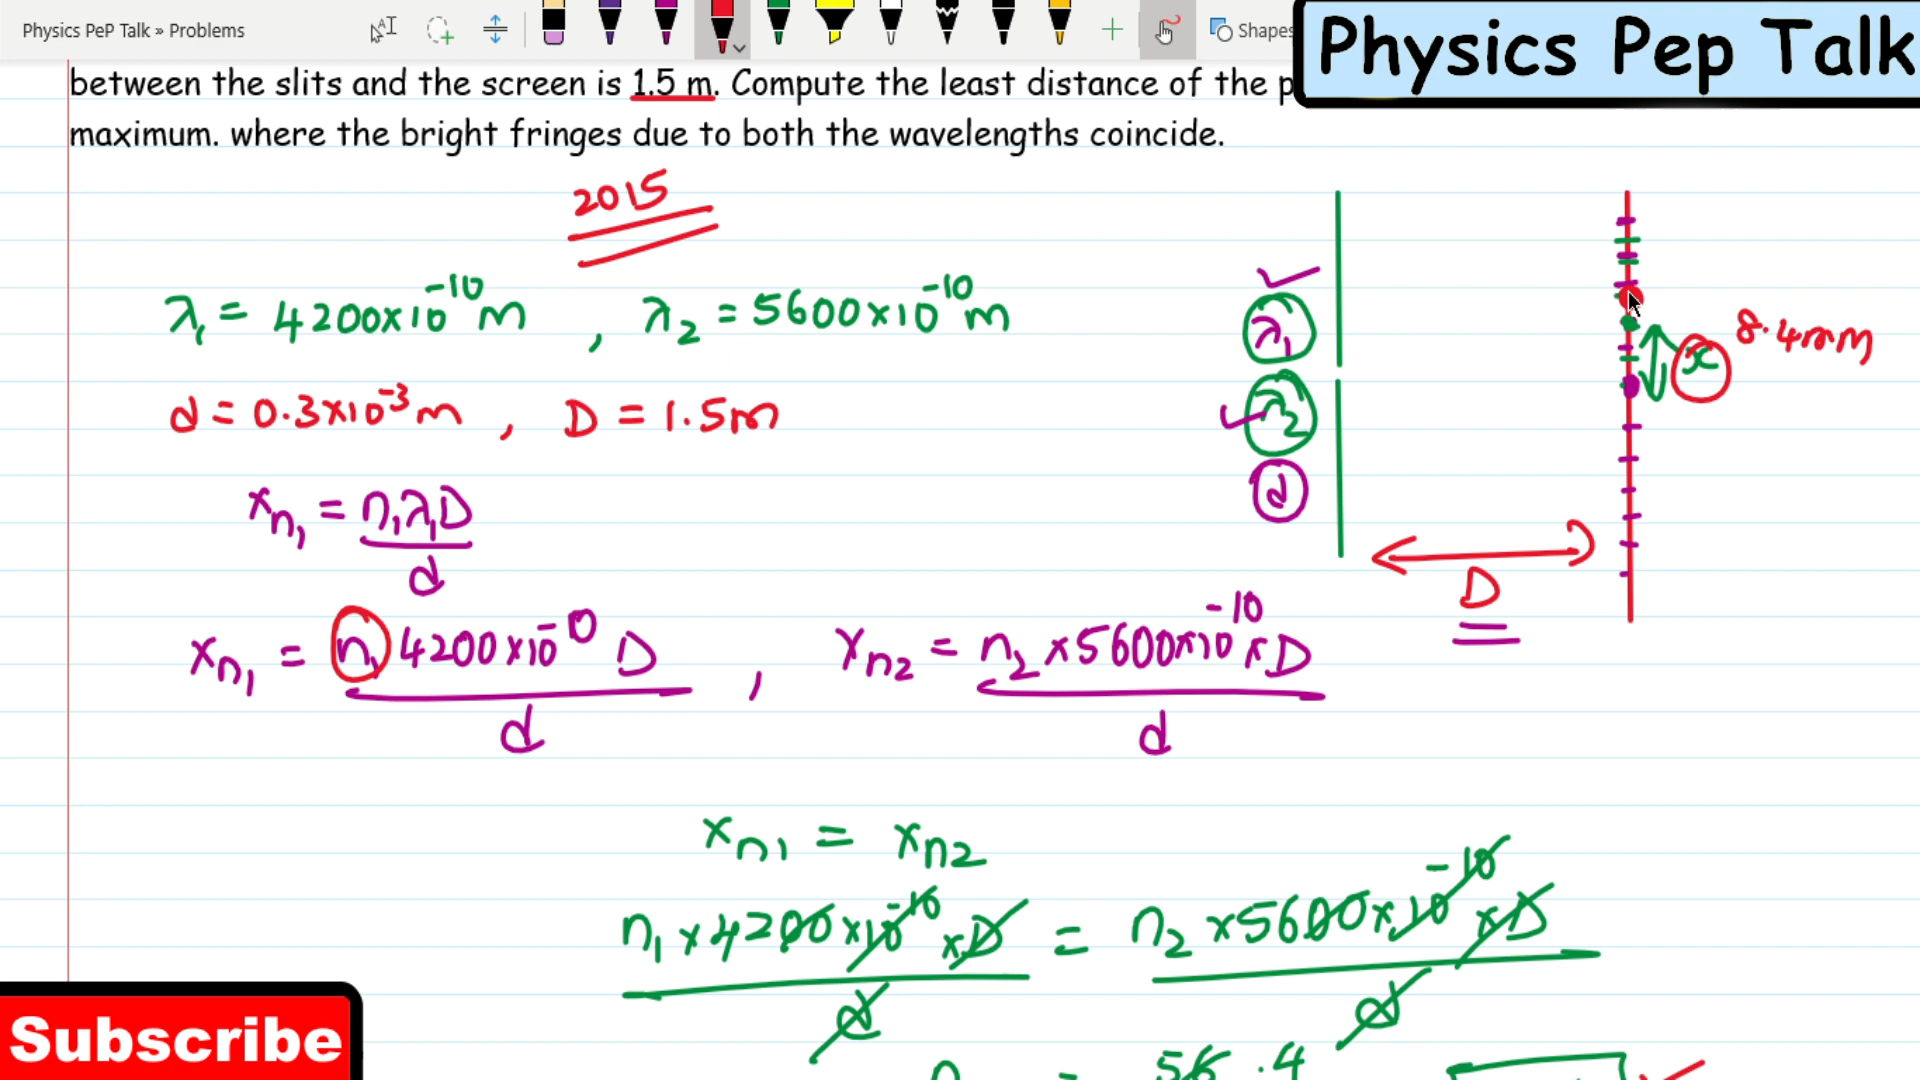 Physics PeP Talk » Problems
Shapes
Physics Pep Talk
between the slits and the screen is 1.5 m. Compute the least distance of the p
maximum. where the bright fringes due to both the wavelengths coincide.
2015
λ₁ = 4200×10⁻¹⁰m , λ₂ = 5600×10⁻¹⁰m
d = 0.3×10⁻³m , D = 1.5m
λ₁
λ₂
d
x
8.4mm
D
xₙ₁ = n₁λ₁D / d
xₙ₁ = n₁ 4200×10⁻¹⁰ D / d , xₙ₂ = n₂ × 5600×10⁻¹⁰ × D / d
xₙ₁ = xₙ₂
n₁ × 4200×10⁻¹⁰ × D / d = n₂ × 5600×10⁻¹⁰ × D / d
= 56 . 4
Subscribe